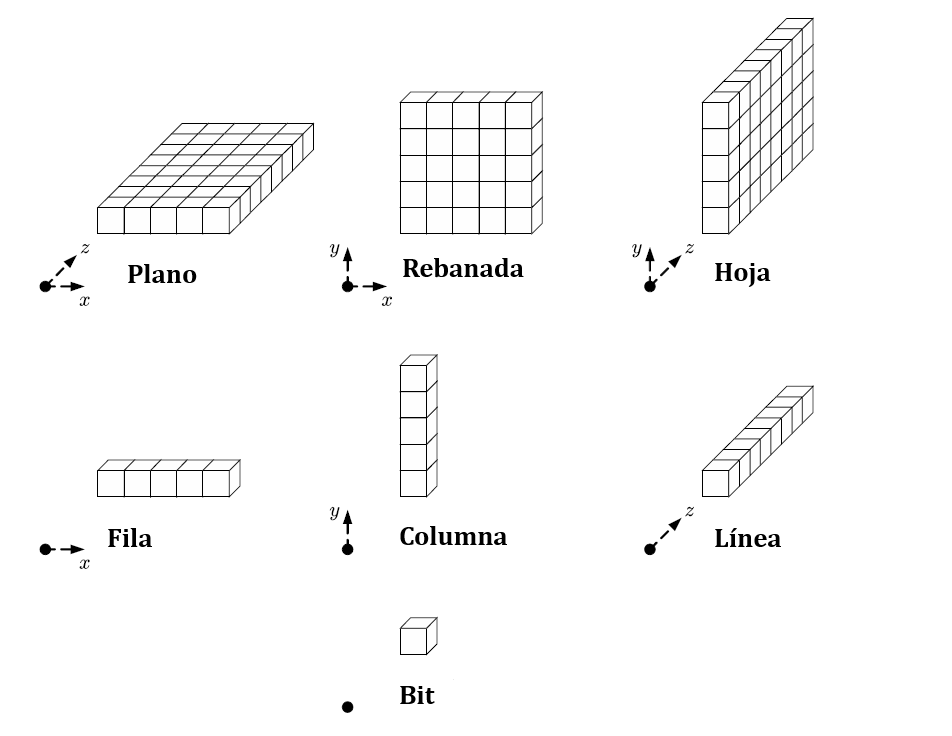 z
x
Plano
y
x
Rebanada
y
z
Hoja
x
Fila
y
Columna
z
Línea
Bit